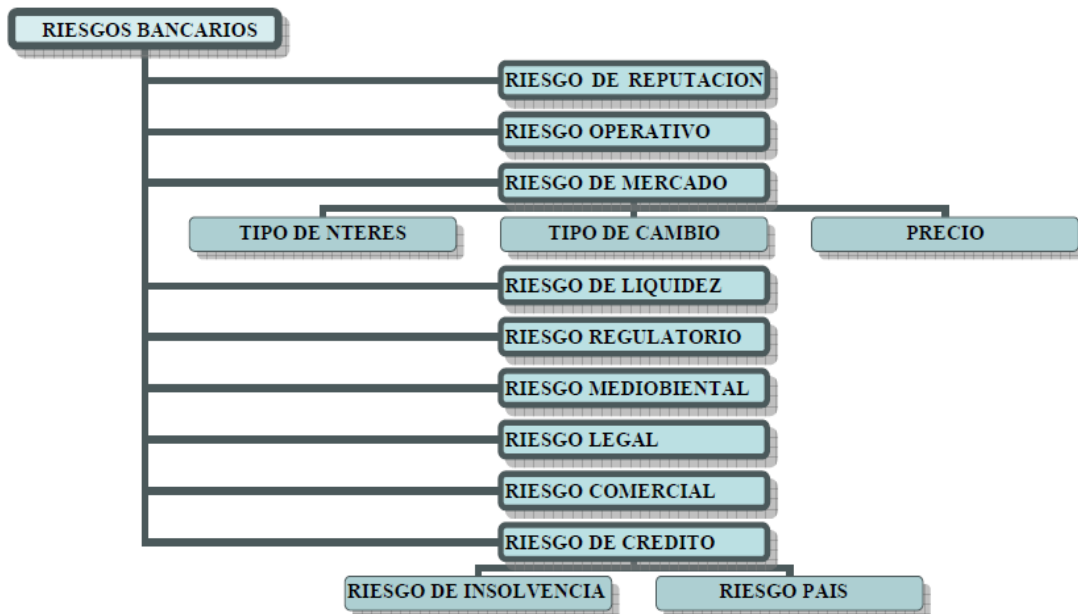 RIESGOS BANCARIOS
RIESGO DE REPUTACION
RIESGO OPERATIVO
RIESGO DE MERCADO
TIPO DE NTERES
TIPO DE CAMBIO
PRECIO
RIESGO DE LIQUIDEZ
RIESGO REGULATORIO
RIESGO MEDIOBIENTAL
RIESGO LEGAL
RIESGO COMERCIAL
RIESGO DE CREDITO
RIESGO DE INSOLVENCIA
RIESGO PAIS